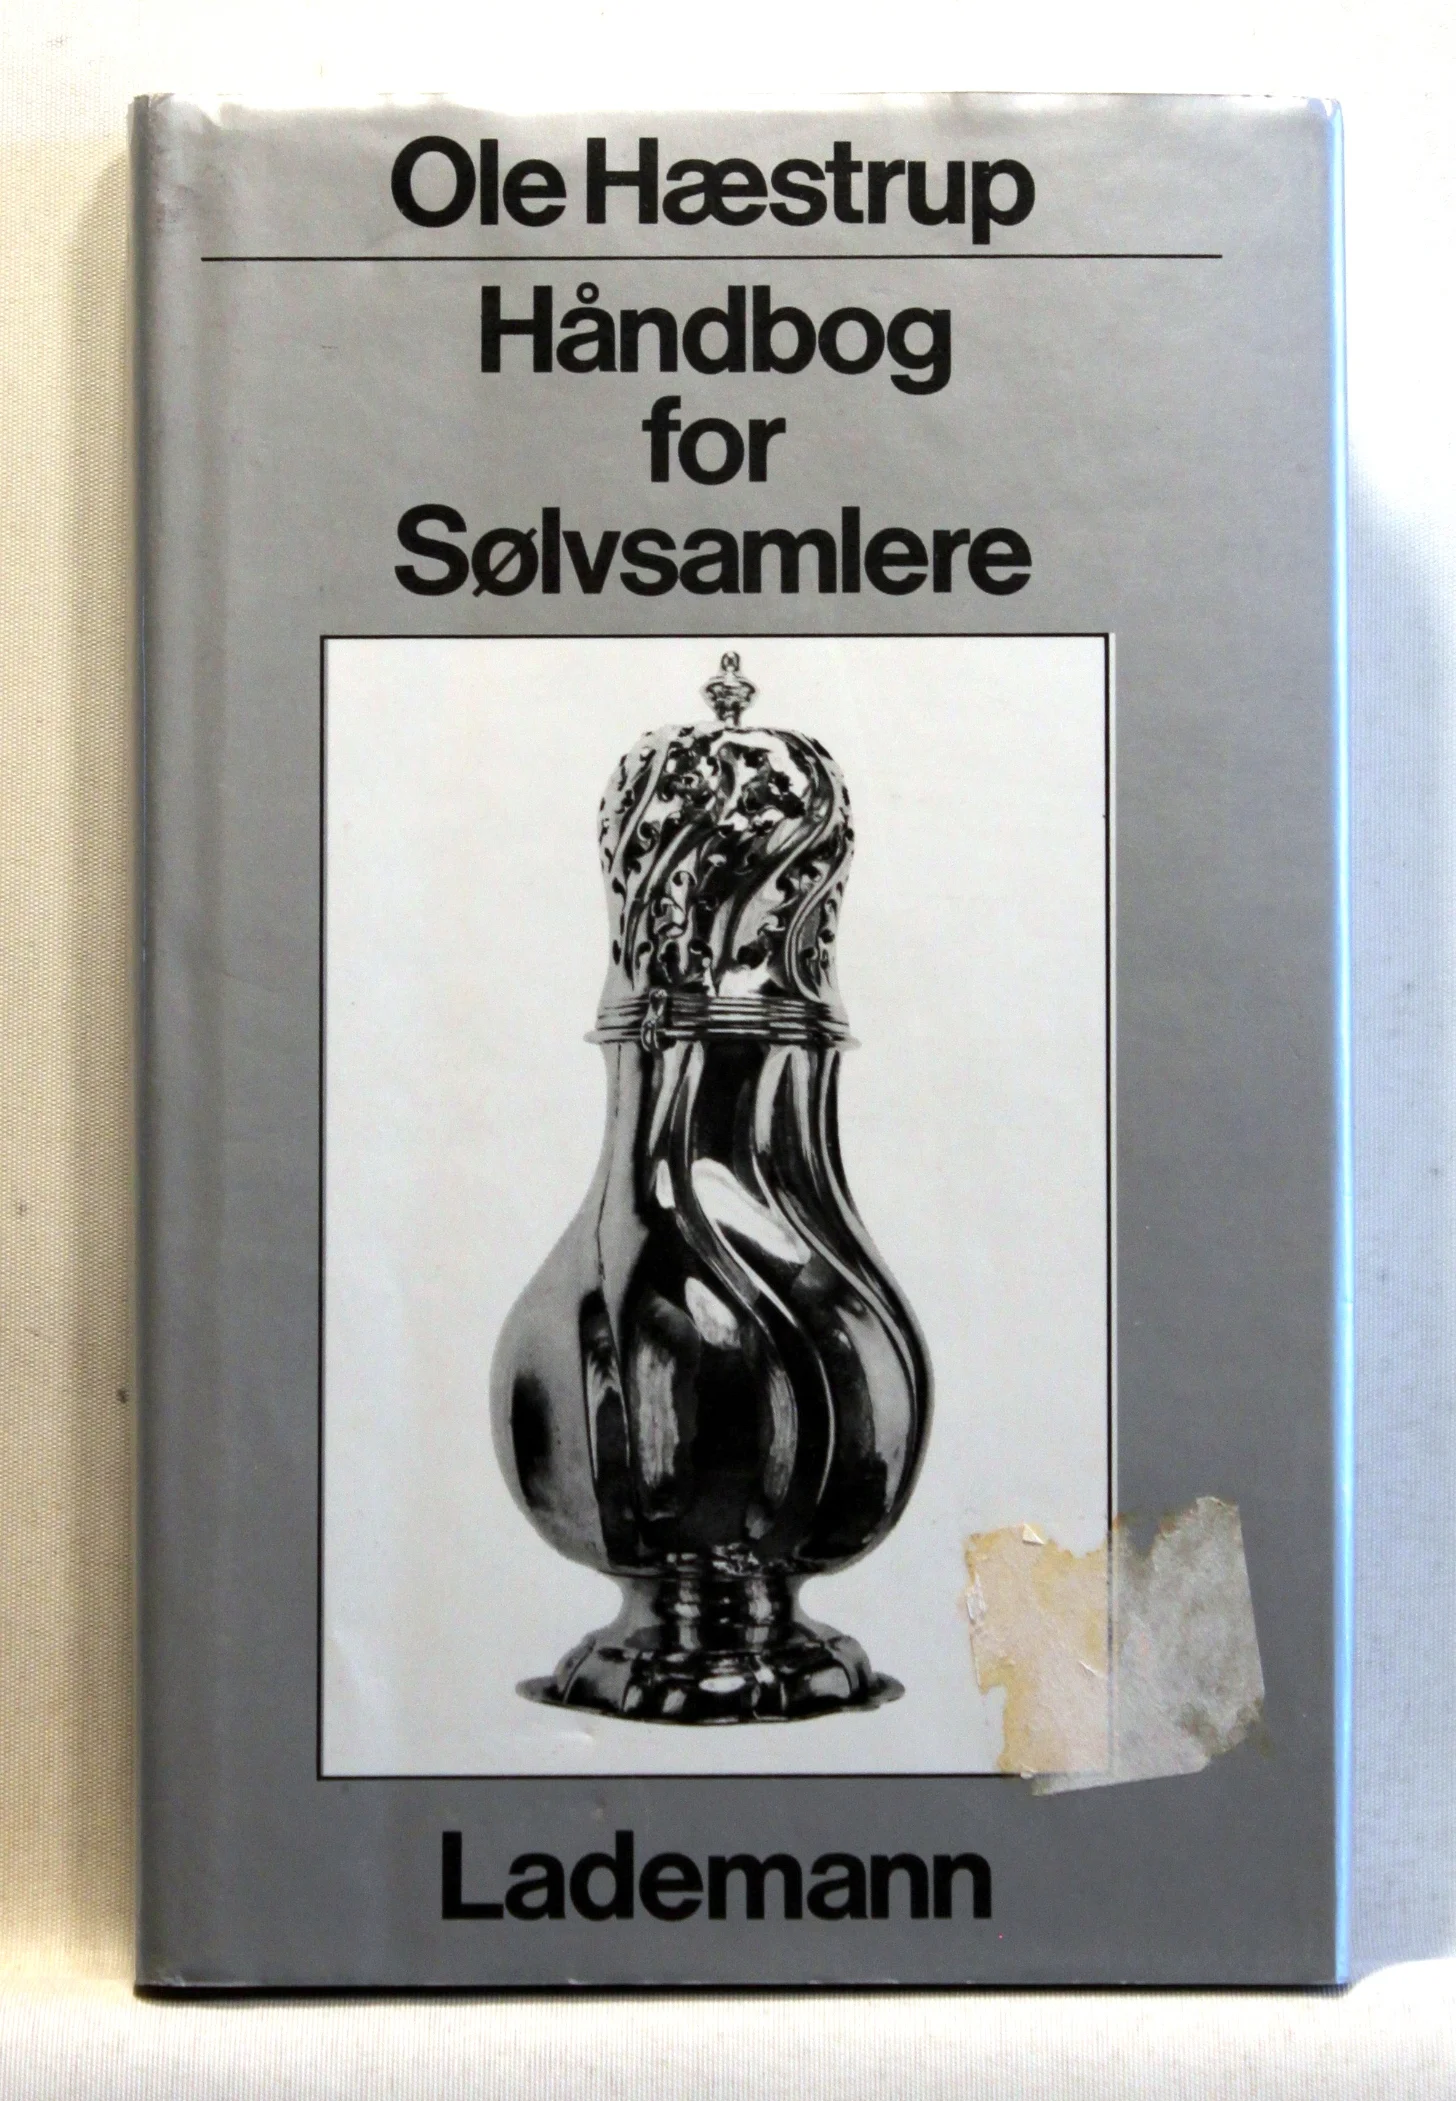 Ole Hæstrup
Håndbog
for
Sølvsamlere
Lademann